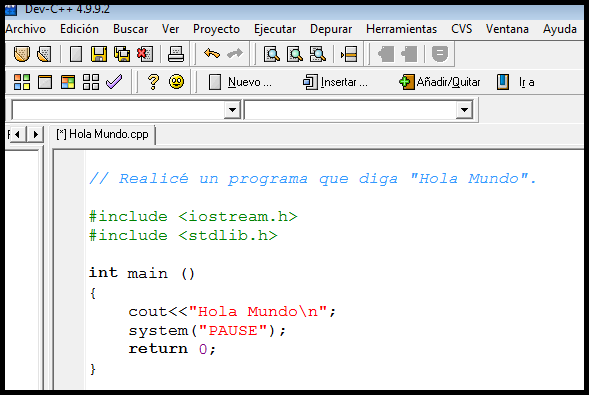 Dev-C++ 4.9.9.2
Archivo Edición Buscar Ver Proyecto Ejecutar Depurar Herramientas CVS Ventana Ayuda
Nuevo ... Insertar ... Añadir/Quitar Ir a
[*] Hola Mundo.cpp
// Realicé un programa que diga "Hola Mundo".
#include <iostream.h>
#include <stdlib.h>
int main ()
{
cout<<"Hola Mundo\n";
system("PAUSE");
return 0;
}